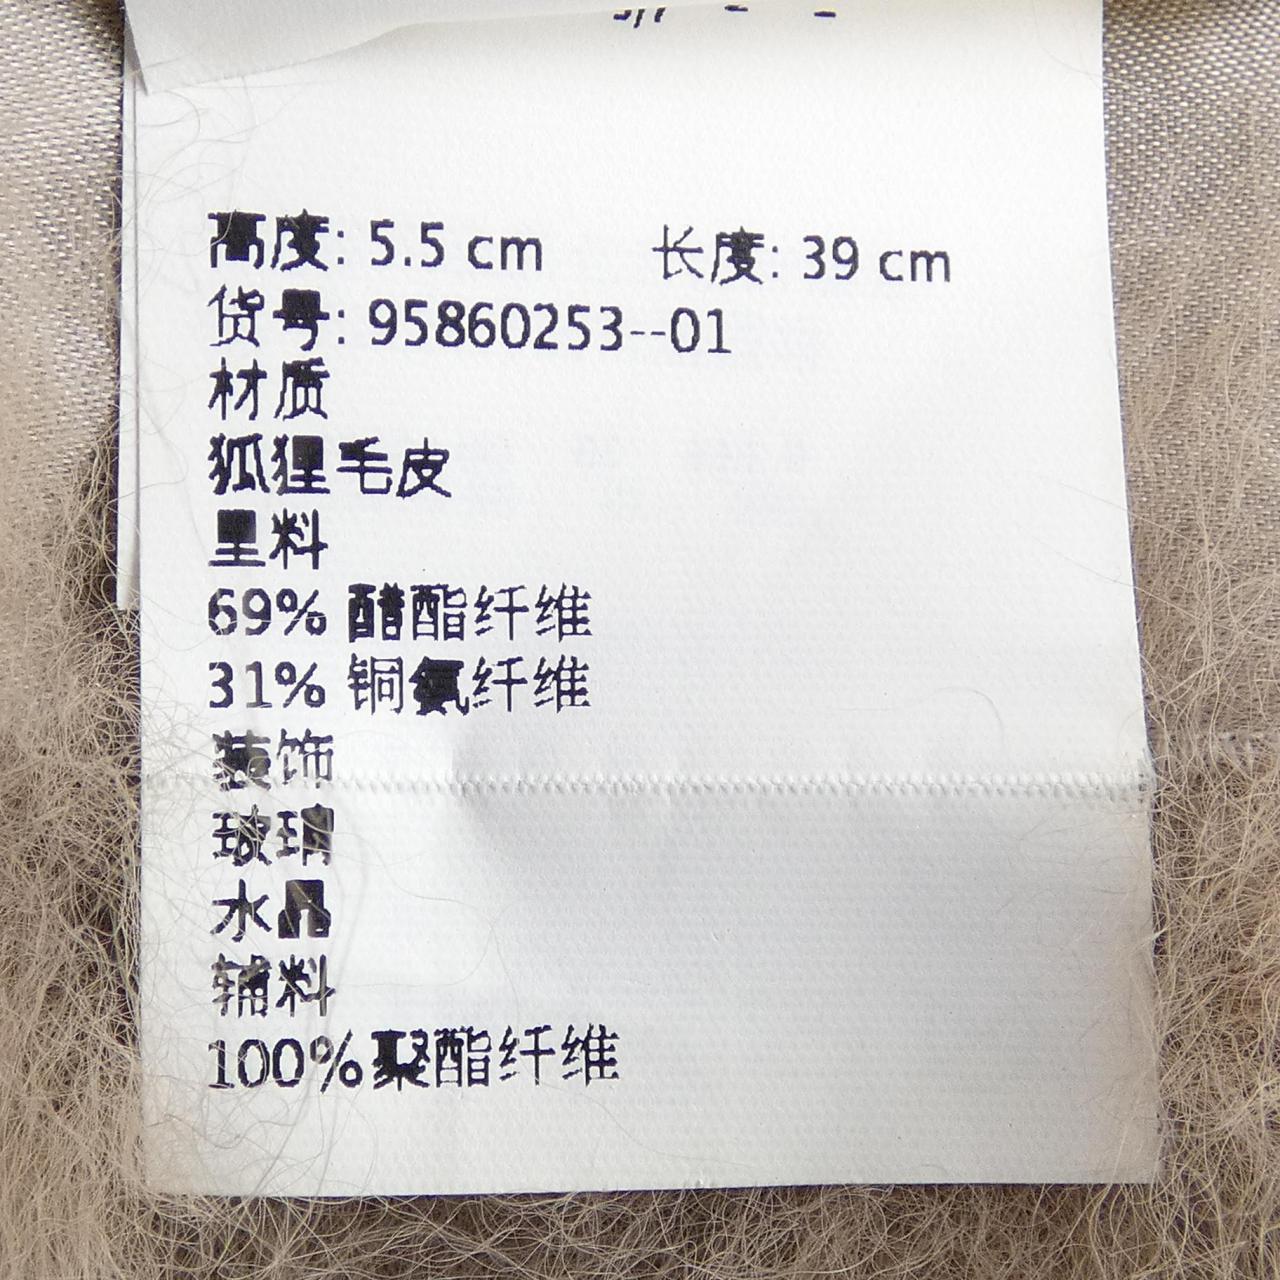 高度: 5.5 cm 长度: 39 cm
货号: 95860253--01
材质
狐狸毛皮
里料
69% 醋酯纤维
31% 铜氨纤维
装饰
玻璃
水晶
辅料
100%聚酯纤维